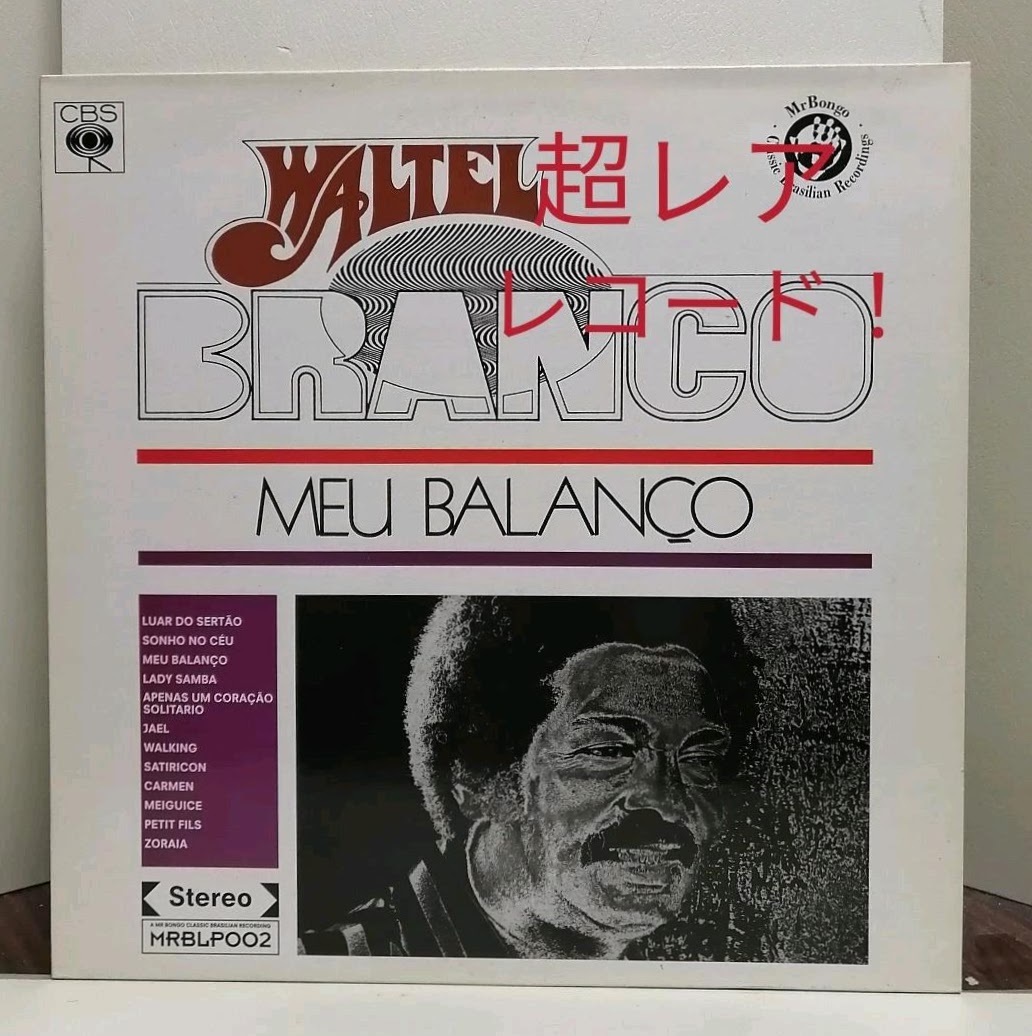 CBS
MrBongo
Classic Brasilian Recordings
WALTEL
超レア
BRANCO
レコード！
MEU BALANÇO
LUAR DO SERTÃO
SONHO NO CÉU
MEU BALANÇO
LADY SAMBA
APENAS UM CORAÇÃO
SOLITARIO
JAEL
WALKING
SATIRICON
CARMEN
MEIGUICE
PETIT FILS
ZORAIA
Stereo
A MR BONGO CLASSIC BRASILIAN RECORDING
MRBLP002